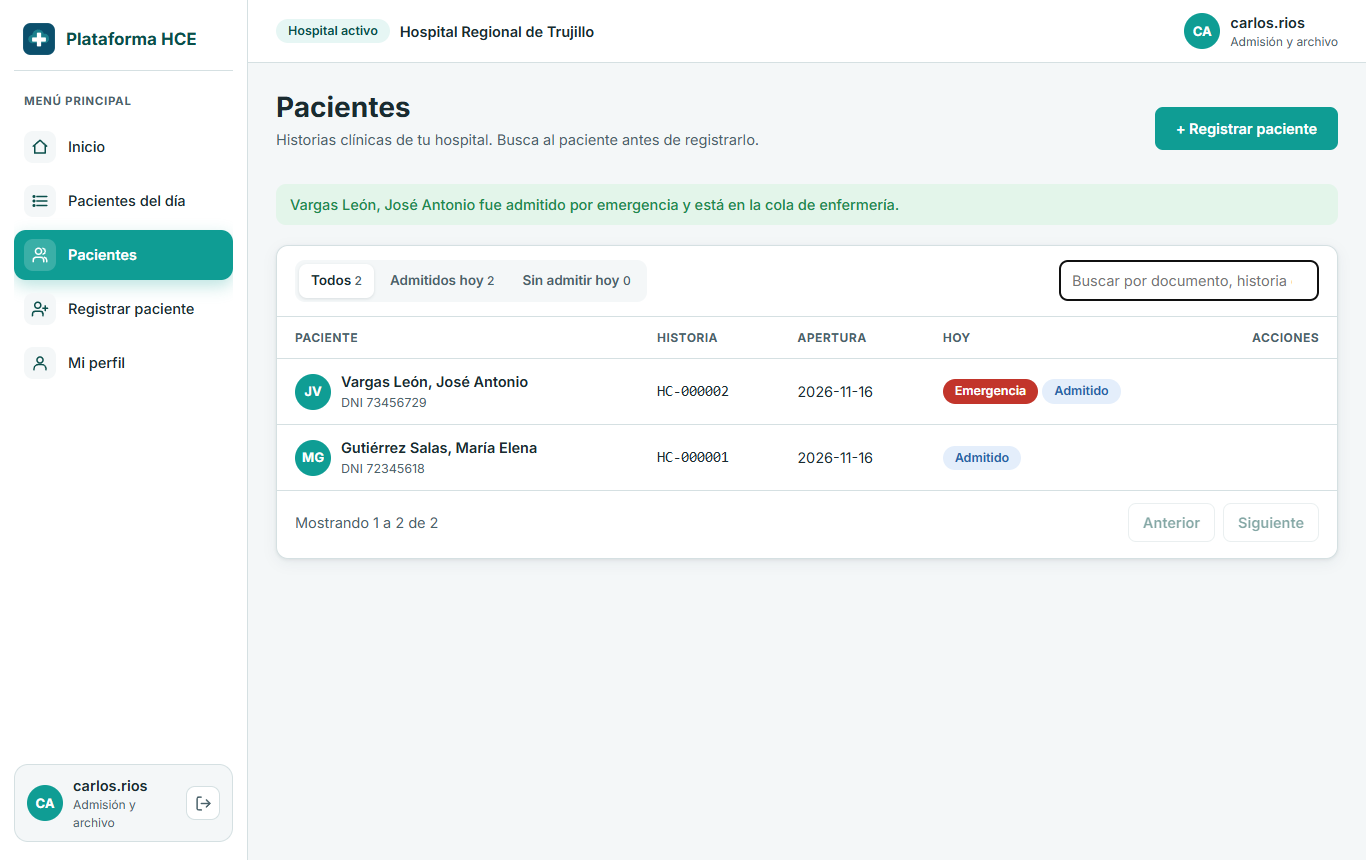 Plataforma HCE
MENÚ PRINCIPAL
Inicio
Pacientes del día
Pacientes
Registrar paciente
Mi perfil
CA
carlos.rios
Admisión y
archivo
Hospital activo
Hospital Regional de Trujillo
CA
carlos.rios
Admisión y archivo
Pacientes
Historias clínicas de tu hospital. Busca al paciente antes de registrarlo.
+ Registrar paciente
Vargas León, José Antonio fue admitido por emergencia y está en la cola de enfermería.
Todos 2
Admitidos hoy 2
Sin admitir hoy 0
Buscar por documento, historia
PACIENTE HISTORIA APERTURA HOY ACCIONES
JV
Vargas León, José Antonio
DNI 73456729
HC-000002
2026-11-16
Emergencia
Admitido
MG
Gutiérrez Salas, María Elena
DNI 72345618
HC-000001
2026-11-16
Admitido
Mostrando 1 a 2 de 2
Anterior
Siguiente